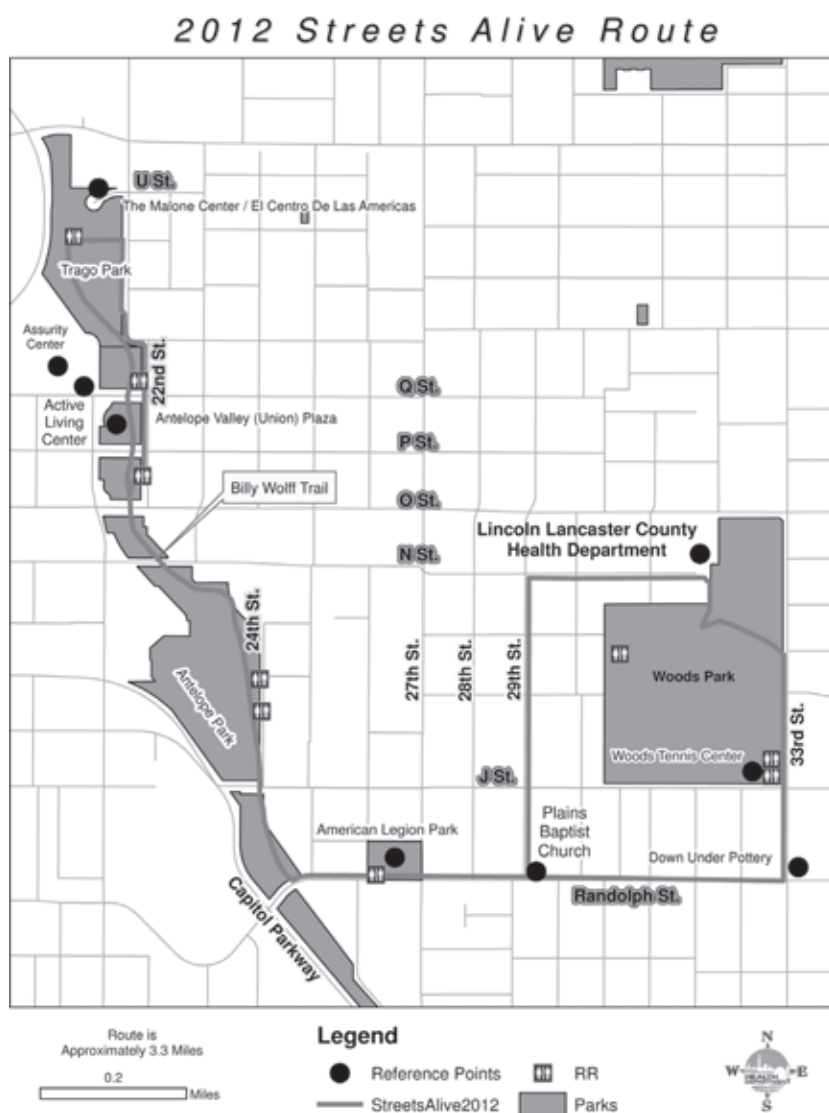 2012 Streets Alive Route
U St.
The Malone Center / El Centro De Las Americas
Trago Park
Assurity
Center
22nd St.
Q St.
Active
Living
Center
Antelope Valley (Union) Plaza
P St.
Billy Wolff Trail
O St.
Lincoln Lancaster County
Health Department
N St.
24th St.
27th St.
28th St.
29th St.
Woods Park
33rd St.
Antelope Park
Woods Tennis Center
J St.
American Legion Park
Plains
Baptist
Church
Down Under Pottery
Randolph St.
Capitol Parkway
Route is
Approximately 3.3 Miles
0.2
Miles
Legend
Reference Points
RR
StreetsAlive2012
Parks
N
W
E
S
HEALTH
DEPARTMENT